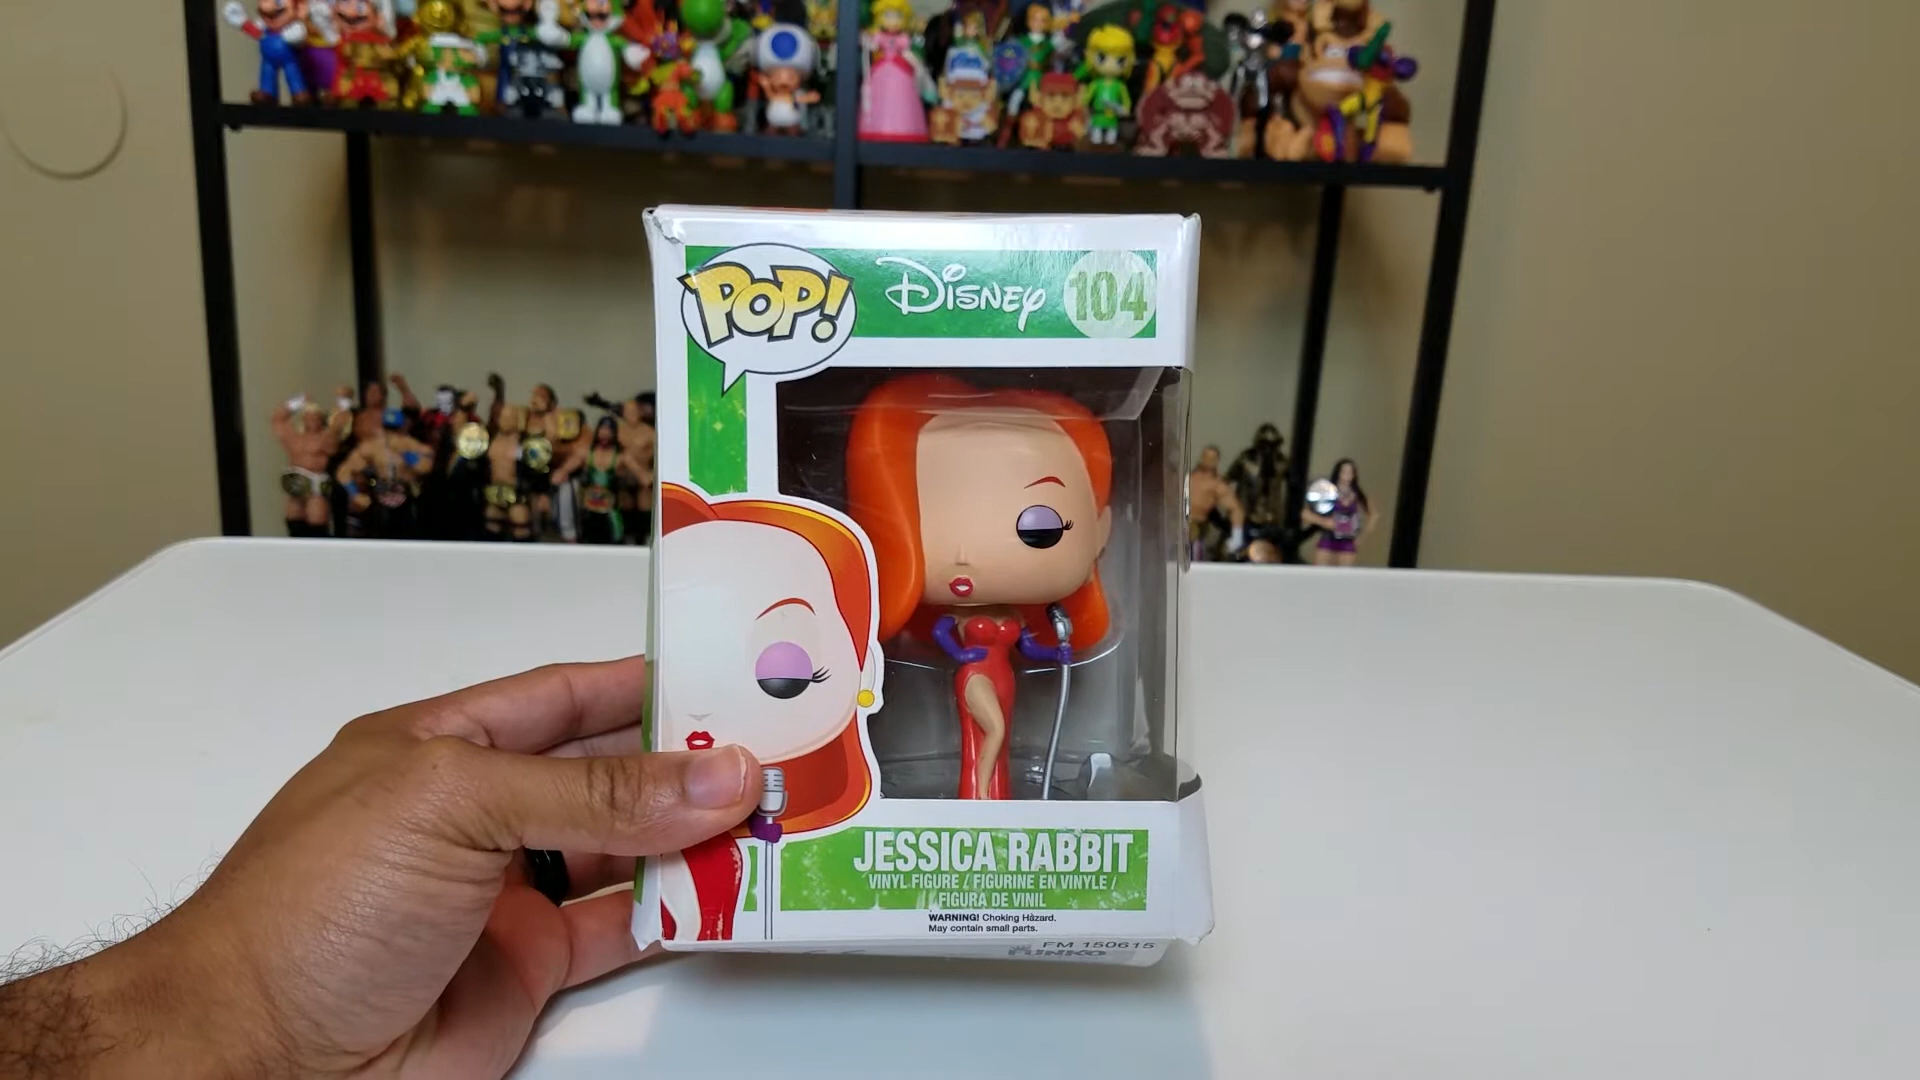 POP!
DISNEY
104
JESSICA RABBIT
VINYL FIGURE / FIGURINE EN VINYLE /
FIGURA DE VINIL
WARNING! Choking Hazard.
May contain small parts.
FM 150615
FUNKO